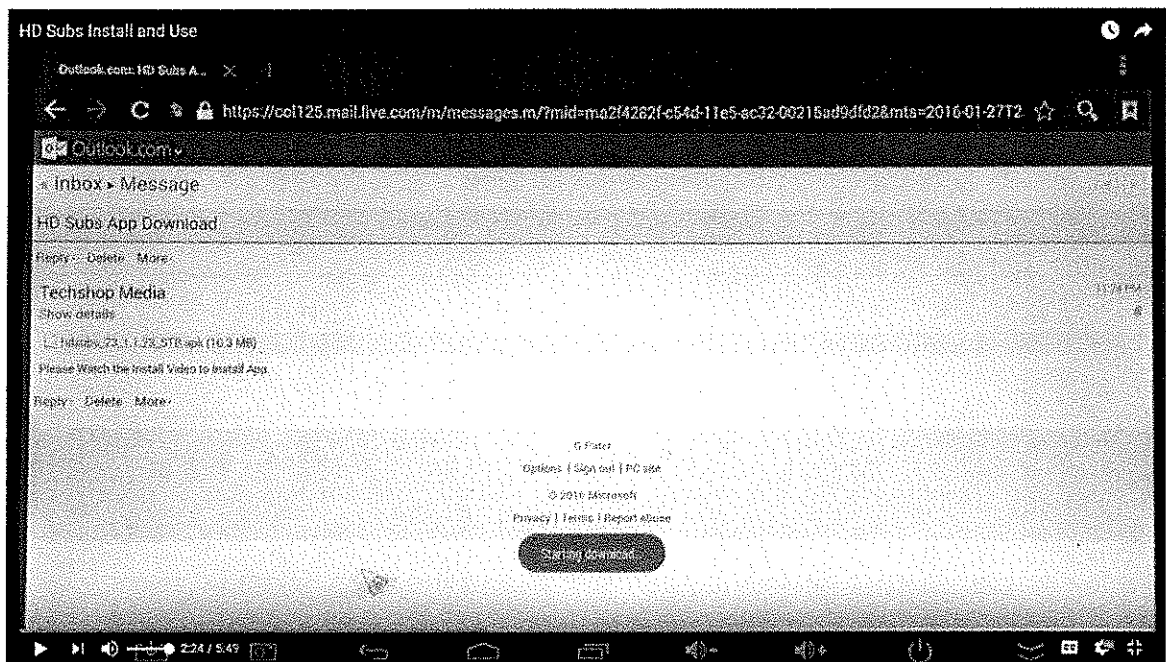 HD Subs Install and Use
Outlook.com: HD Subs A...
https://col125.mail.live.com/m/messages.m/?mid=ma2f4282f-c54d-11e5-ac32-00215ad9dfd2&mts=2016-01-27T2
Outlook.com
Inbox ▸ Message
HD Subs App Download
Reply Delete More
Techshop Media
Show details
apk (10.3 MB)
Please Watch the Install Video to Install App
Reply Delete More
Options | Sign out | PC site
© 2016 Microsoft
Privacy | Terms | Report abuse
Starting download...
2:24 / 5:49